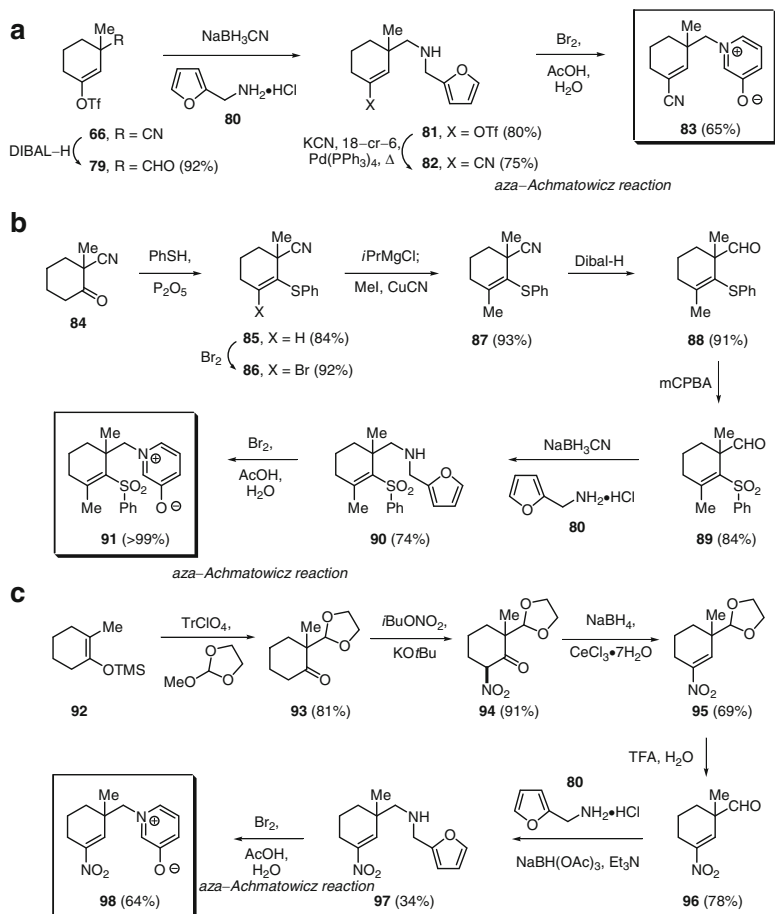 a
Me
R
OTf
66, R = CN
DIBAL–H
79, R = CHO (92%)
NaBH3CN
O
NH2•HCl
80
Me
NH
O
X
81, X = OTf (80%)
KCN, 18–cr–6,
Pd(PPh3)4, Δ
82, X = CN (75%)
Br2,
AcOH,
H2O
Me
N
⊕
CN
O ⊖
83 (65%)
aza–Achmatowicz reaction
b
Me
CN
O
84
PhSH,
P2O5
Me
CN
SPh
X
85, X = H (84%)
Br2
86, X = Br (92%)
iPrMgCl;
MeI, CuCN
Me
CN
SPh
Me
87 (93%)
Dibal-H
Me
CHO
SPh
Me
88 (91%)
mCPBA
Me
CHO
SO2
Me
Ph
89 (84%)
NaBH3CN
O
NH2•HCl
80
Me
NH
SO2
O
Me
Ph
90 (74%)
Br2,
AcOH,
H2O
Me
N
⊕
SO2
Me
Ph
O ⊖
91 (>99%)
aza–Achmatowicz reaction
c
Me
OTMS
92
TrClO4,
O
MeO
O
Me
O
O
O
93 (81%)
iBuONO2,
KOtBu
Me
O
O
O
NO2
94 (91%)
NaBH4,
CeCl3•7H2O
Me
O
O
NO2
95 (69%)
TFA, H2O
Me
CHO
NO2
96 (78%)
80
O
NH2•HCl
NaBH(OAc)3, Et3N
Me
NH
O
NO2
97 (34%)
Br2,
AcOH,
H2O
Me
N
⊕
NO2
O ⊖
98 (64%)
aza–Achmatowicz reaction